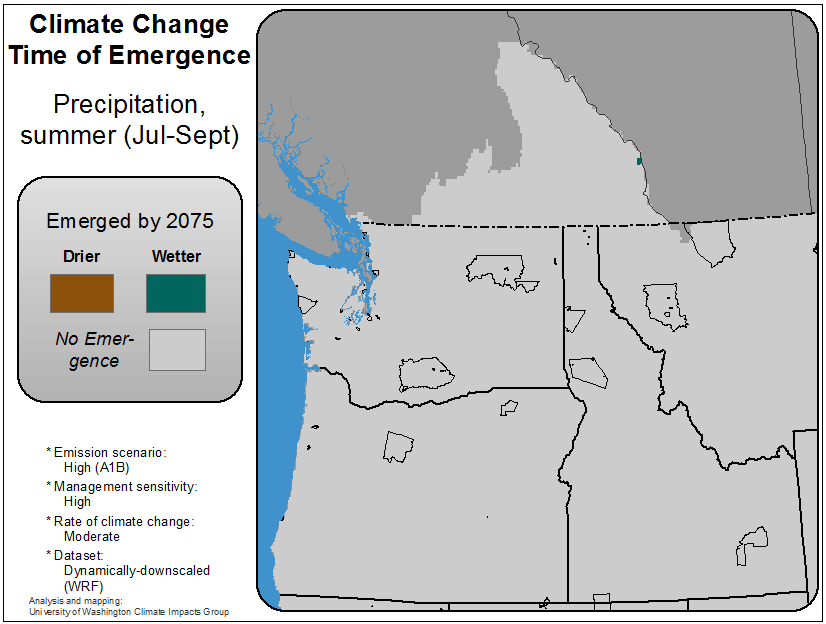 Climate Change
Time of Emergence
Precipitation,
summer (Jul-Sept)
Emerged by 2075
Drier Wetter
No Emer-
gence
* Emission scenario:
High (A1B)
* Management sensitivity:
High
* Rate of climate change:
Moderate
* Dataset:
Dynamically-downscaled
(WRF)
Analysis and mapping:
University of Washington Climate Impacts Group